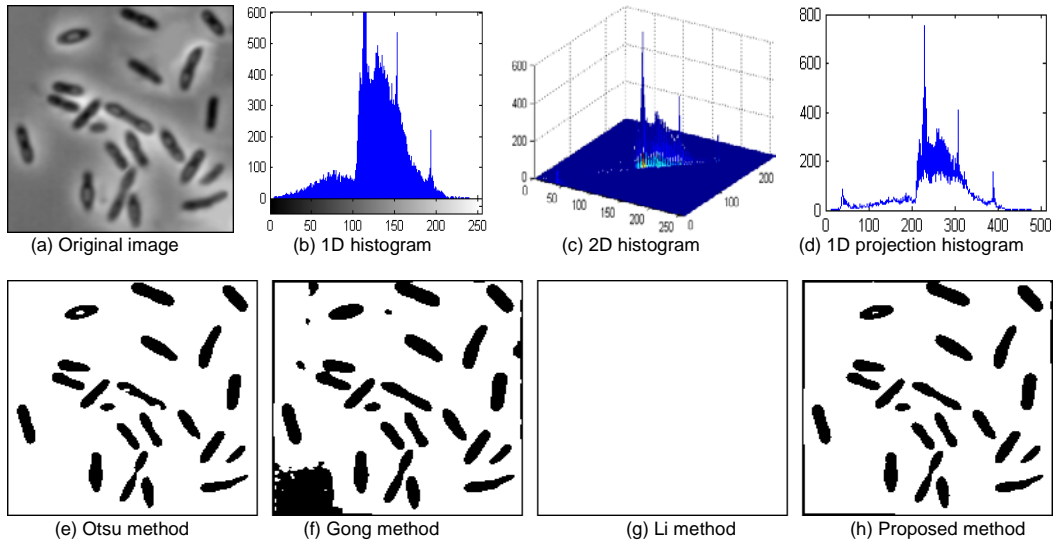 600
500
400
300
200
100
0
0 50 100 150 200 250
(a) Original image
(b) 1D histogram
600
400
200
0
0
50
100
150
200
250
0
100
200
(c) 2D histogram
800
600
400
200
0
0 100 200 300 400 500
(d) 1D projection histogram
(e) Otsu method
(f) Gong method
(g) Li method
(h) Proposed method